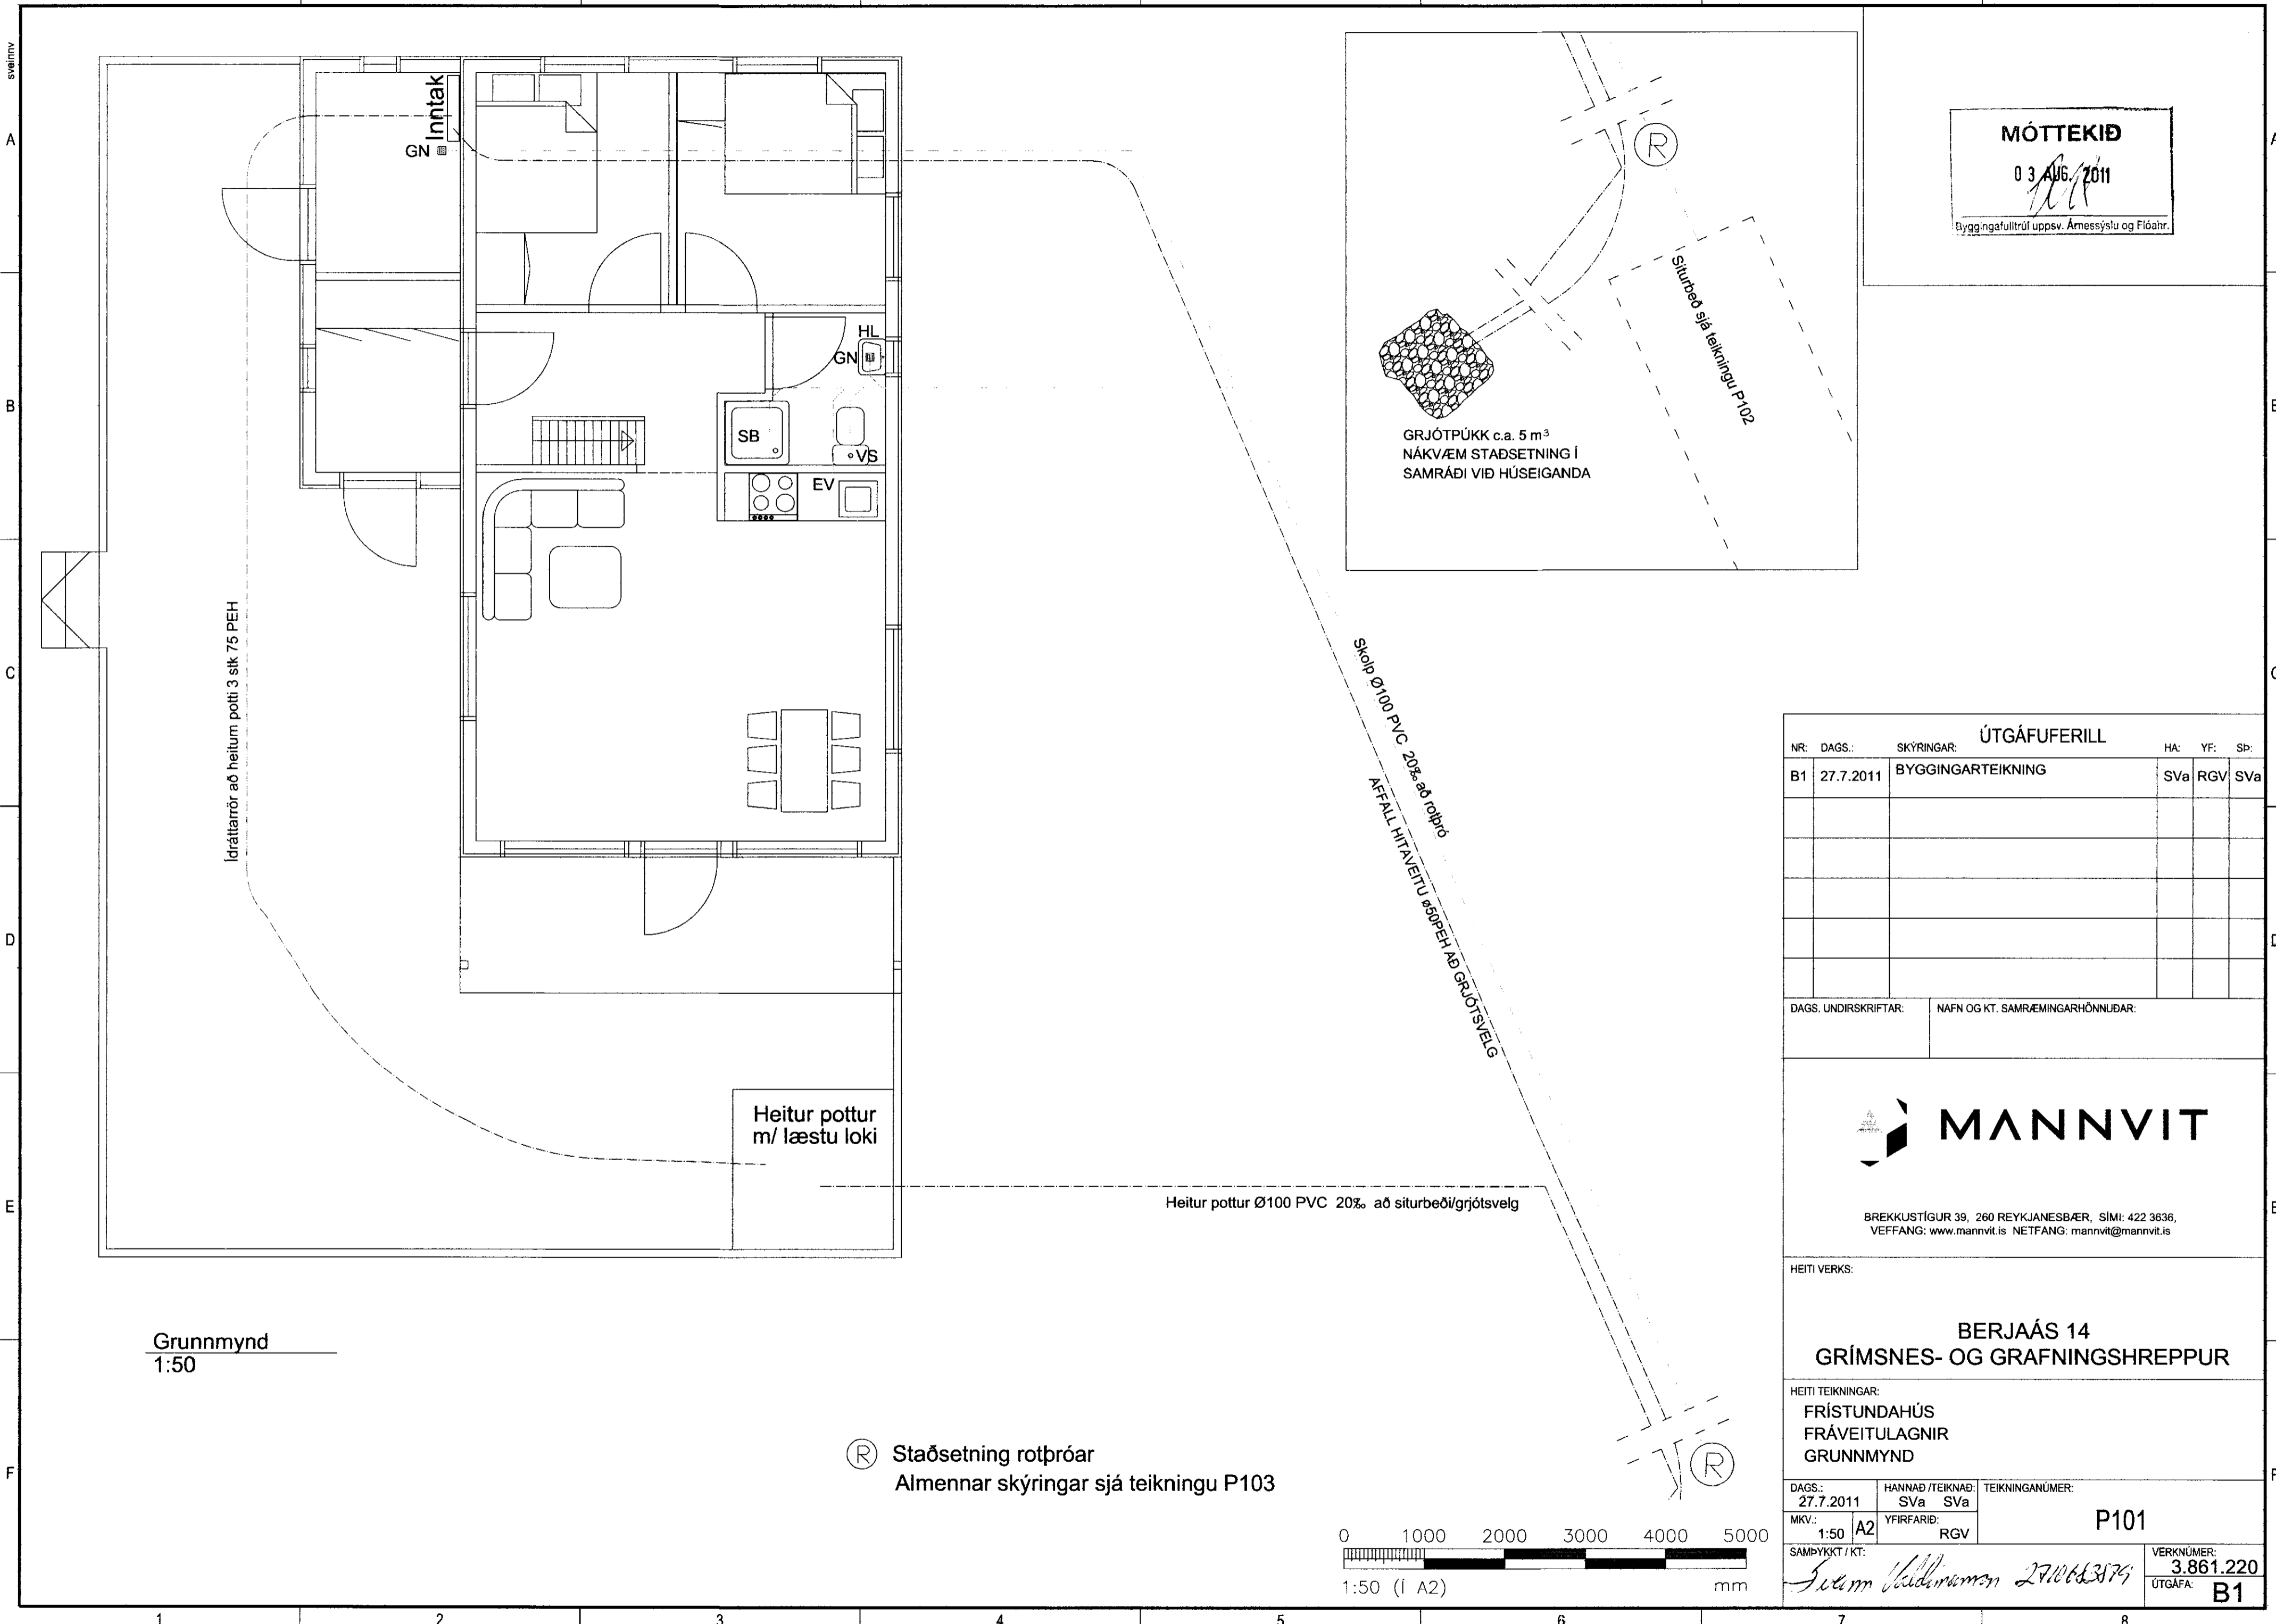 sveinnv
Inntak
GN
HL
GN
SB
VS
EV
Ídráttarrör að heitum potti 3 stk 75 PEH
Heitur pottur
m/ læstu loki
Skolp Ø100 PVC 20‰ að rotþró
AFFALL HITAVEITU ø50PEH AÐ GRJÓTSVELG
Heitur pottur Ø100 PVC 20‰ að siturbeði/grjótsvelg
R
Siturbeð sjá teikningu P102
GRJÓTPÚKK c.a. 5 m³
NÁKVÆM STAÐSETNING Í
SAMRÁÐI VIÐ HÚSEIGANDA
MÓTTEKIÐ
03 AUG. 2011
Byggingafulltrúi uppsv. Árnessýslu og Flóahr.
Grunnmynd
1:50
R Staðsetning rotþróar
Almennar skýringar sjá teikningu P103
R
0 1000 2000 3000 4000 5000
1:50 (Í A2) mm
ÚTGÁFUFERILL
NR: DAGS.: SKÝRINGAR: HA: YF: SÞ:
B1 27.7.2011 BYGGINGARTEIKNING SVa RGV SVa
DAGS. UNDIRSKRIFTAR: NAFN OG KT. SAMRÆMINGARHÖNNUÐAR:
MANNVIT
BREKKUSTÍGUR 39, 260 REYKJANESBÆR, SÍMI: 422 3636,
VEFFANG: www.mannvit.is NETFANG: mannvit@mannvit.is
HEITI VERKS:
BERJAÁS 14
GRÍMSNES- OG GRAFNINGSHREPPUR
HEITI TEIKNINGAR:
FRÍSTUNDAHÚS
FRÁVEITULAGNIR
GRUNNMYND
DAGS.: HANNAÐ/TEIKNAÐ: TEIKNINGANÚMER:
27.7.2011 SVa SVa
P101
MKV.: 1:50 A2 YFIRFARIÐ: RGV
SAMÞYKKT / KT: VERKNÚMER:
Sveinn Valdimarsson
3.861.220
ÚTGÁFA: B1
A
B
C
D
E
F
A
B
C
D
E
F
1 2 3 4 5 6 7 8